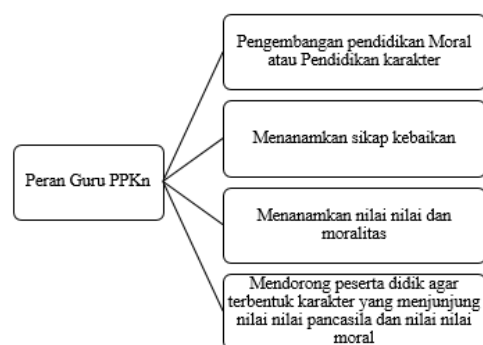 Pengembangan pendidikan Moral
atau Pendidikan karakter
Menanamkan sikap kebaikan
Peran Guru PPKn
Menanamkan nilai nilai dan
moralitas
Mendorong peserta didik agar
terbentuk karakter yang menjunjung
nilai nilai pancasila dan nilai nilai
moral